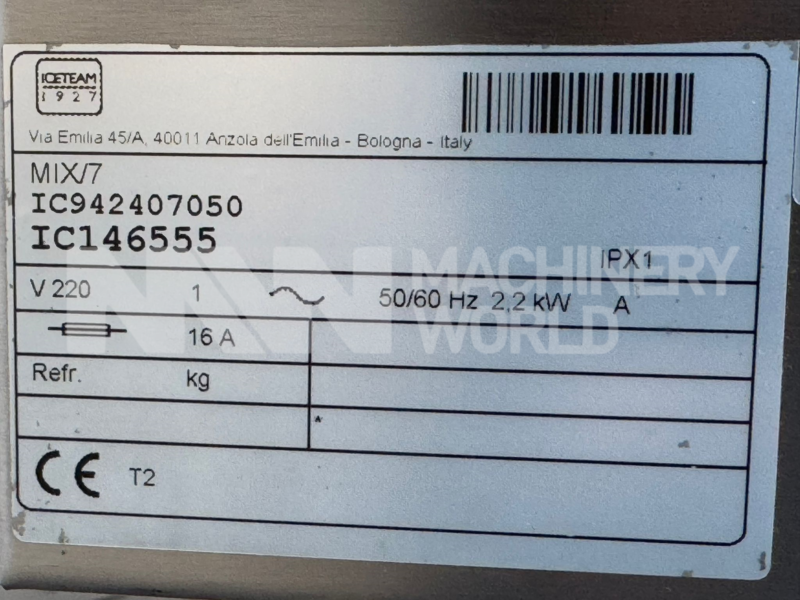 ICETEAM
1927
Via Emilia 45/A, 40011 Anzola dell'Emilia - Bologna - Italy
MIX/7
IC942407050
IC146555
IPX1
V 220 1 50/60 Hz 2,2 kW A
16 A
Refr. kg
*
CE T2
MW MACHINERY
WORLD